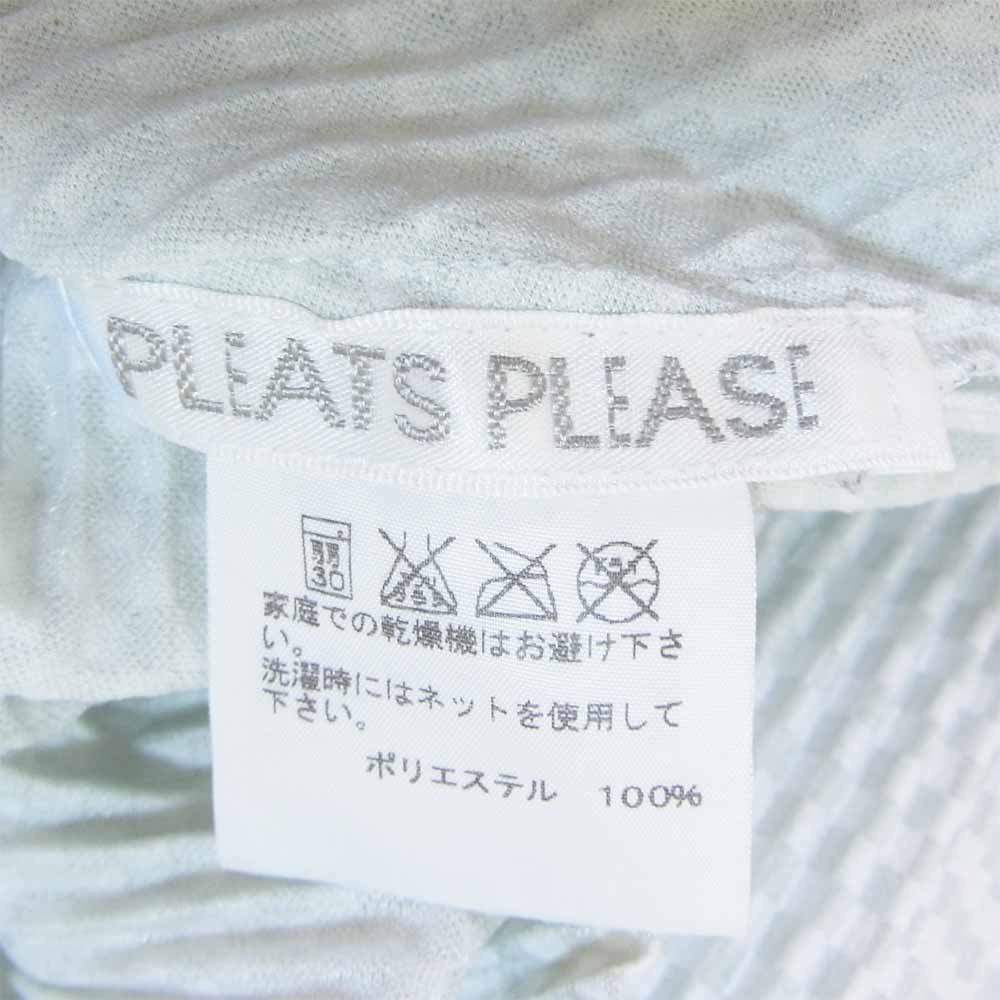 PLEATS PLEASE
弱
30
家庭での乾燥機はお避け下さ
い。
洗濯時にはネットを使用して
下さい。
ポリエステル 100%